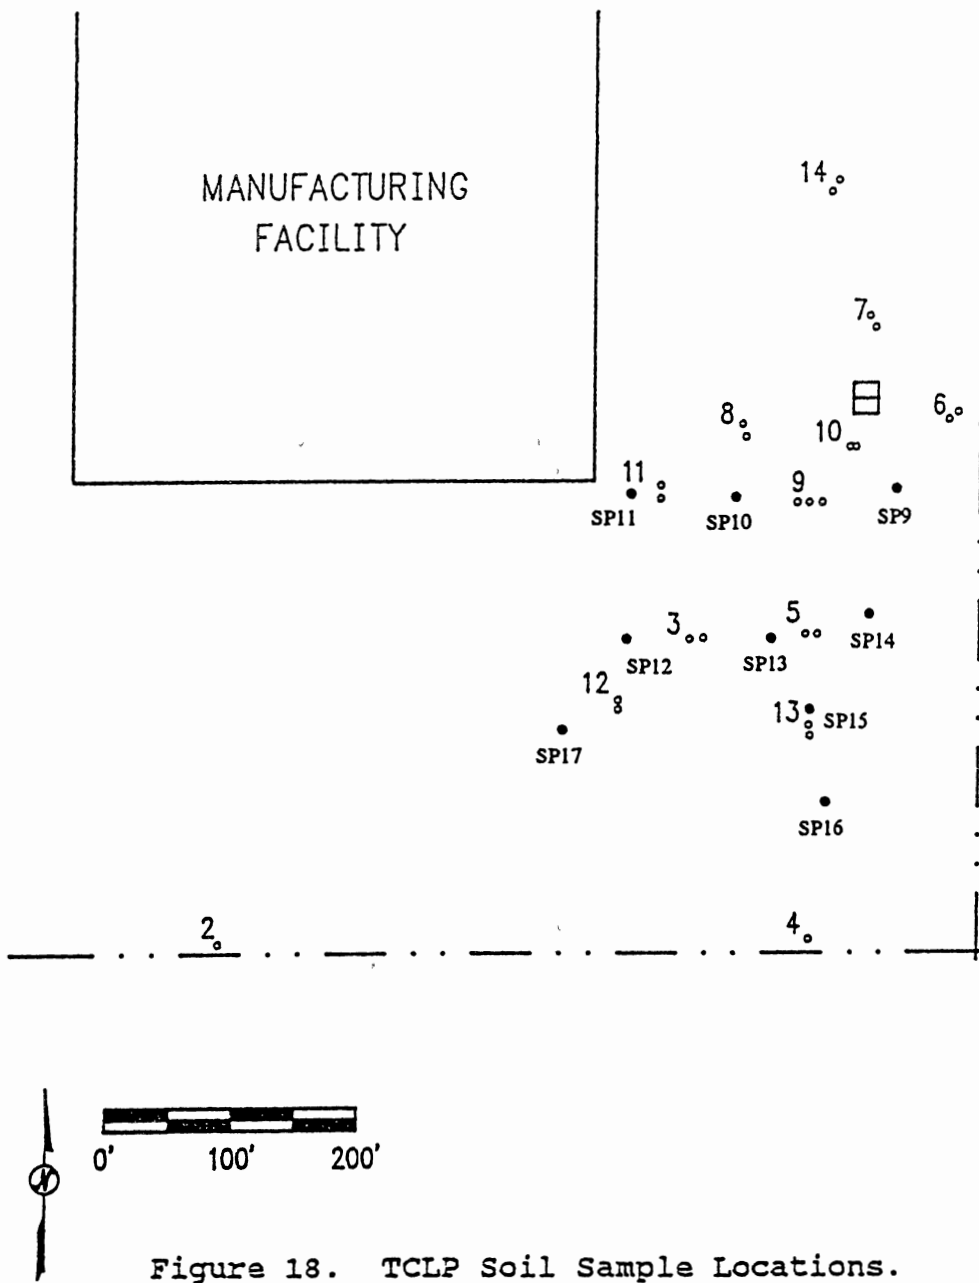 MANUFACTURING
FACILITY
14
7
6
8
10
11
9
SP11
SP10
SP9
3
5
SP12
SP13
SP14
12
13
SP15
SP17
SP16
2
4
N
0'
100'
200'
Figure 18. TCLP Soil Sample Locations.